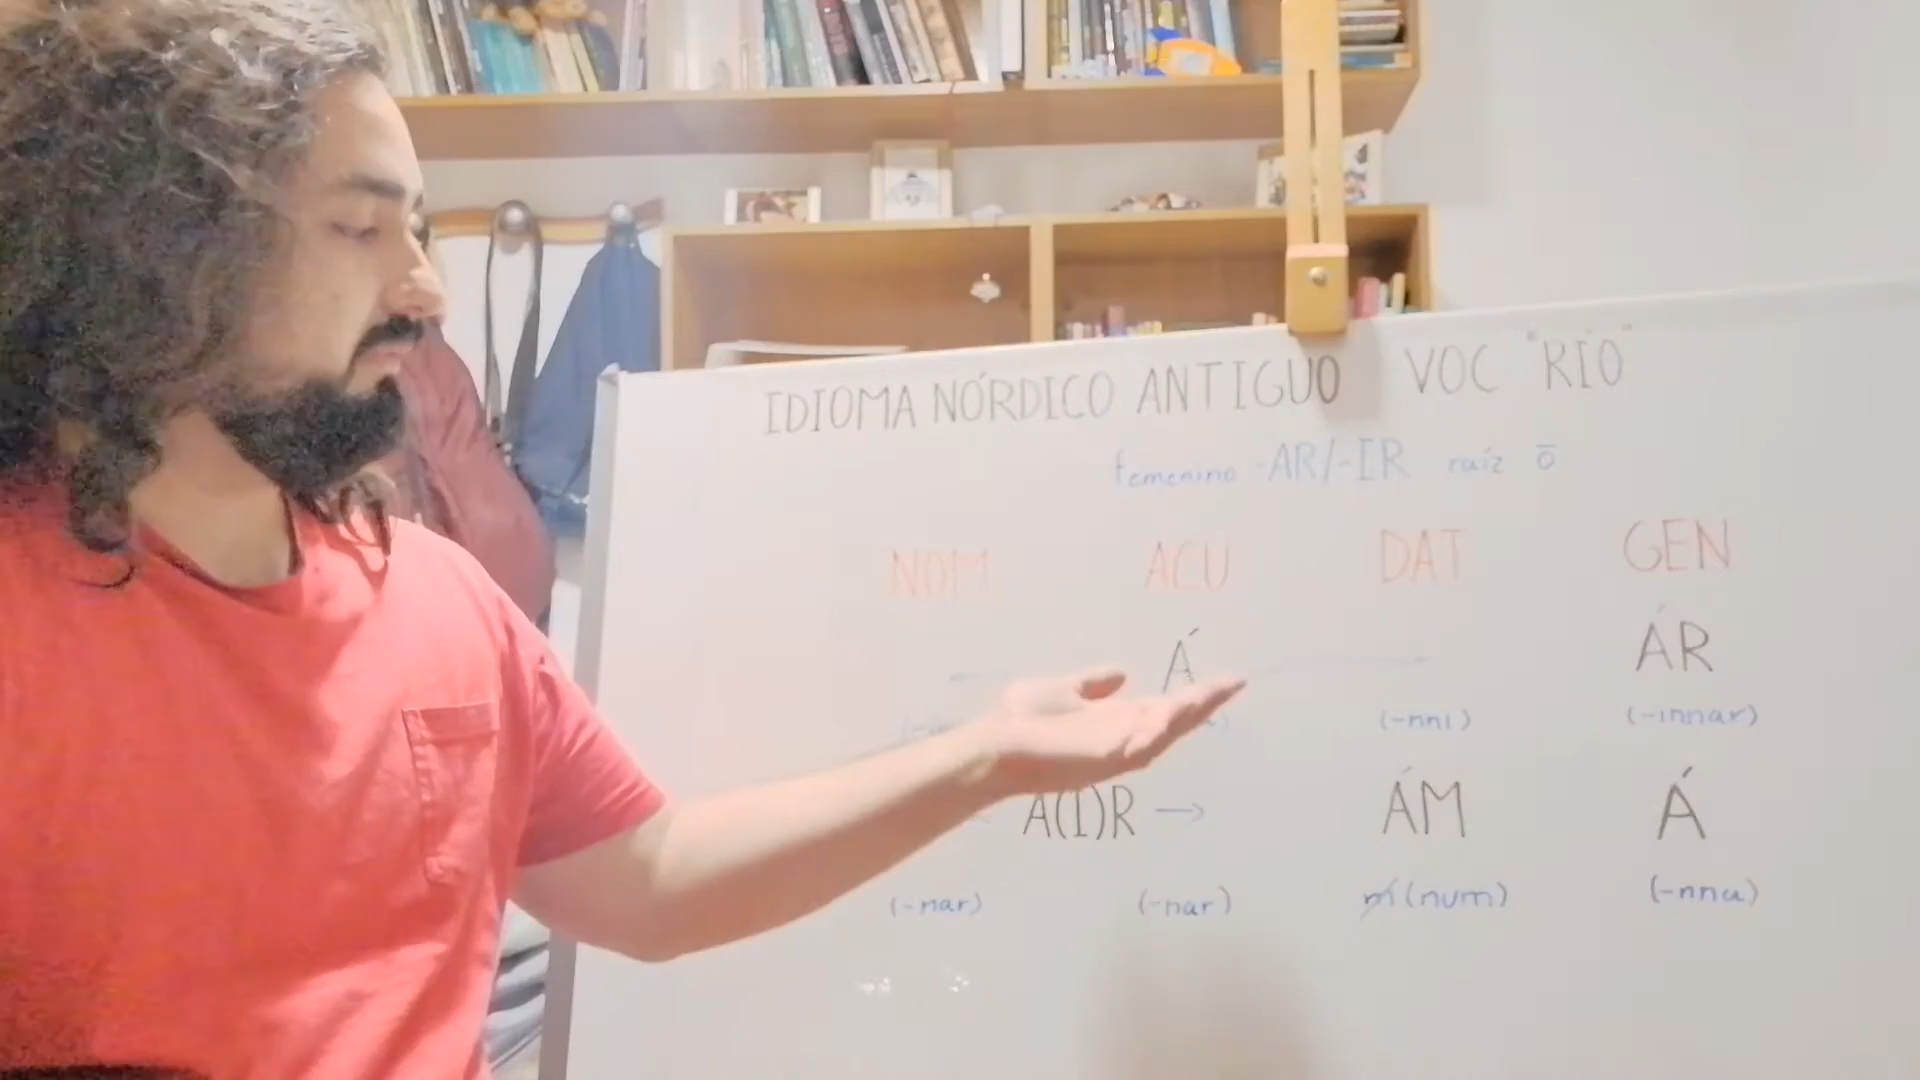 IDIOMA NÓRDICO ANTIGUO VOC "RÍO"
femenino -AR/-IR raíz ō
NOM ACU DAT GEN
Á ÁR
(-nni) (-innar)
Á(I)R → ÁM Á
(-nar) (-nar) (num) (-nna)